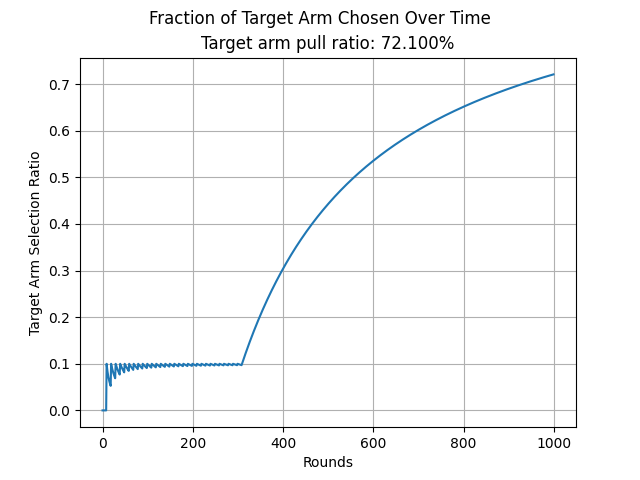 Fraction of Target Arm Chosen Over Time
Target arm pull ratio: 72.100%
Target Arm Selection Ratio
0.7
0.6
0.5
0.4
0.3
0.2
0.1
0.0
0 200 400 600 800 1000
Rounds